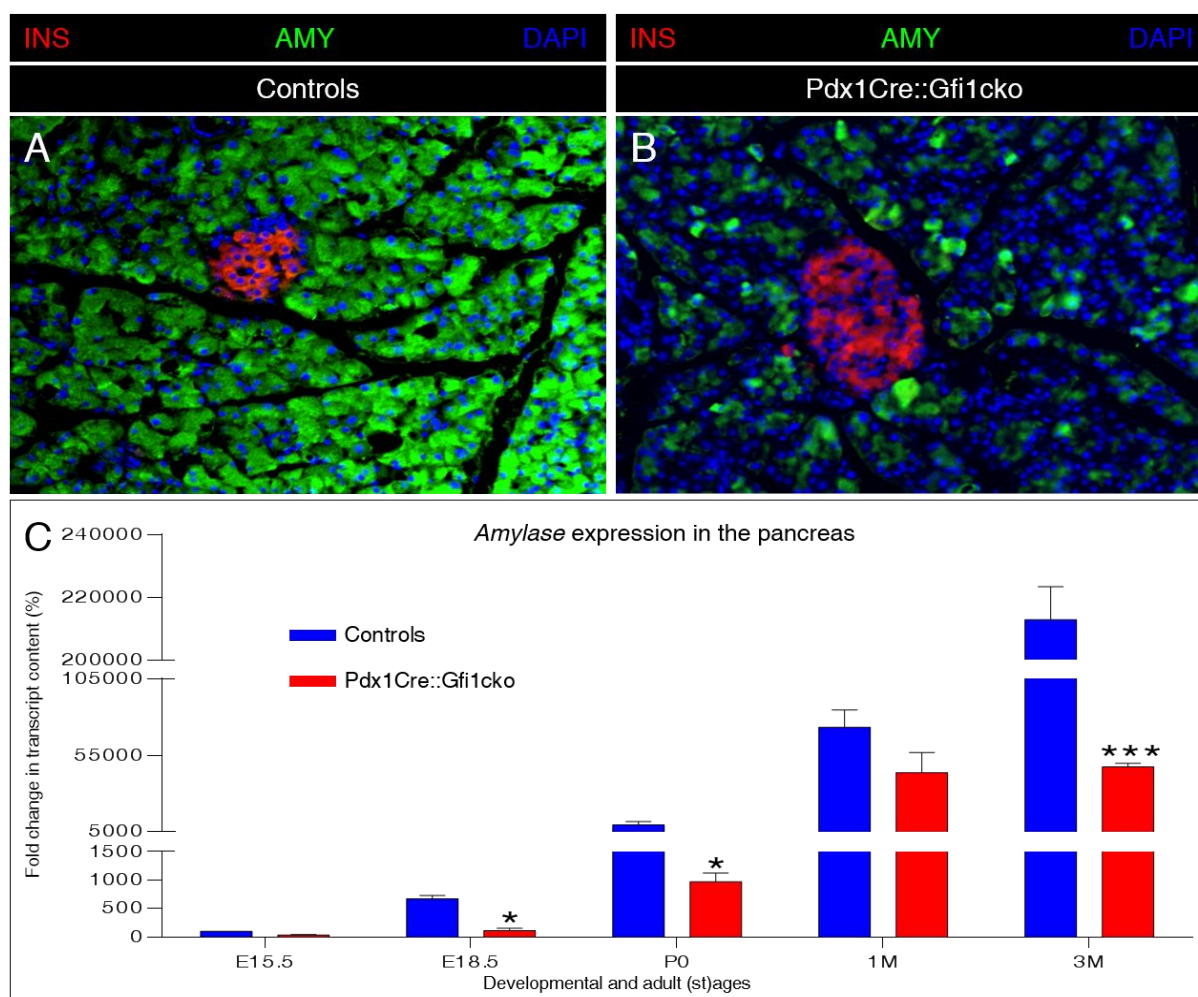 INS AMY DAPI
INS AMY DAPI
Controls
Pdx1Cre::Gfi1cko
A
B
C
Amylase expression in the pancreas
Fold change in transcript content (%)
240000
220000
200000
105000
55000
5000
1500
1000
500
0
Controls
Pdx1Cre::Gfi1cko
*
*
***
E15.5 E18.5 P0 1M 3M
Developmental and adult (st)ages